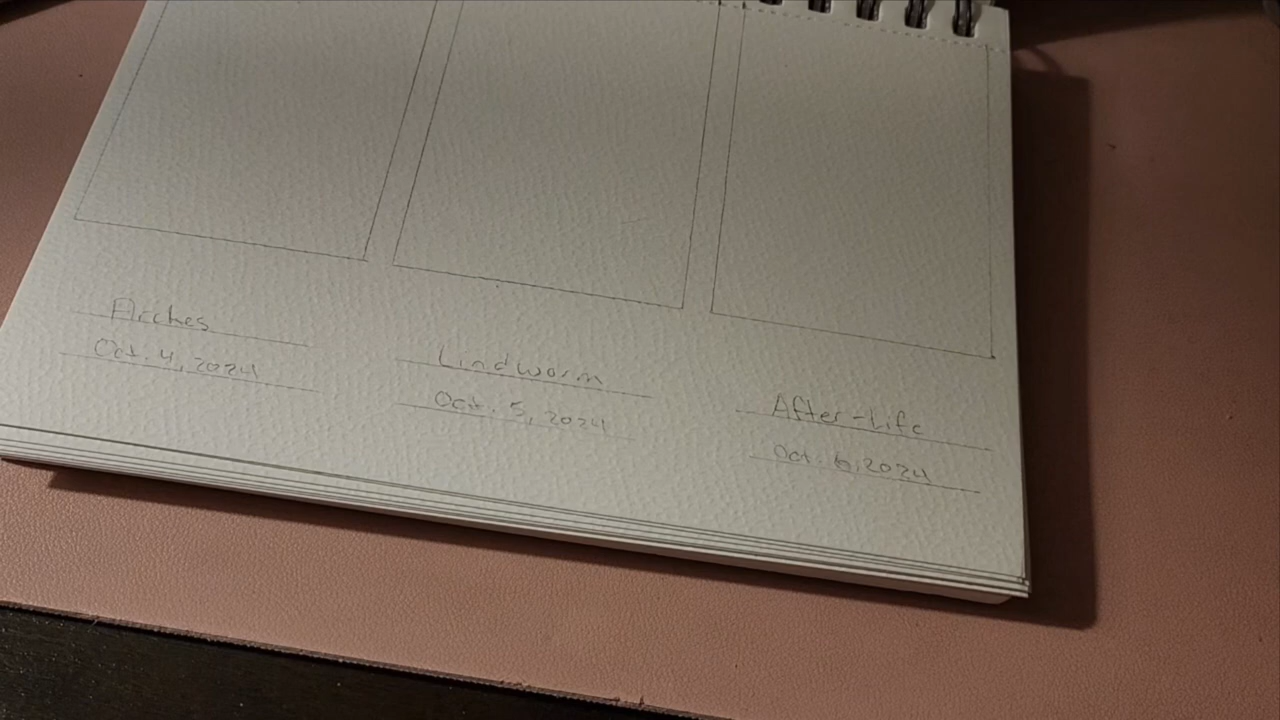 Arches
Oct. 4, 2024
Lindworm
Oct. 5, 2024
After-Life
Oct. 6, 2024